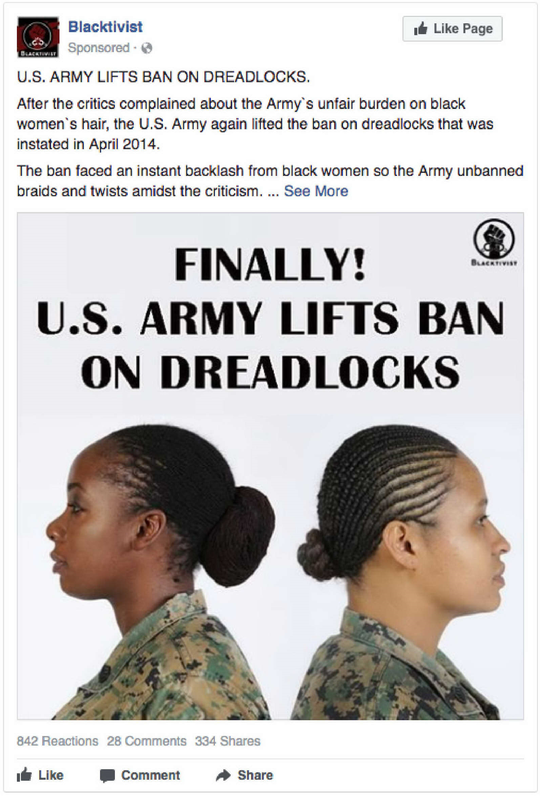 Blacktivist
Sponsored ·
Like Page
BLACKTIVIST
U.S. ARMY LIFTS BAN ON DREADLOCKS.
After the critics complained about the Army`s unfair burden on black
women`s hair, the U.S. Army again lifted the ban on dreadlocks that was
instated in April 2014.
The ban faced an instant backlash from black women so the Army unbanned
braids and twists amidst the criticism. ... See More
BLACKTIVIST
FINALLY!
U.S. ARMY LIFTS BAN
ON DREADLOCKS
842 Reactions 28 Comments 334 Shares
Like Comment Share